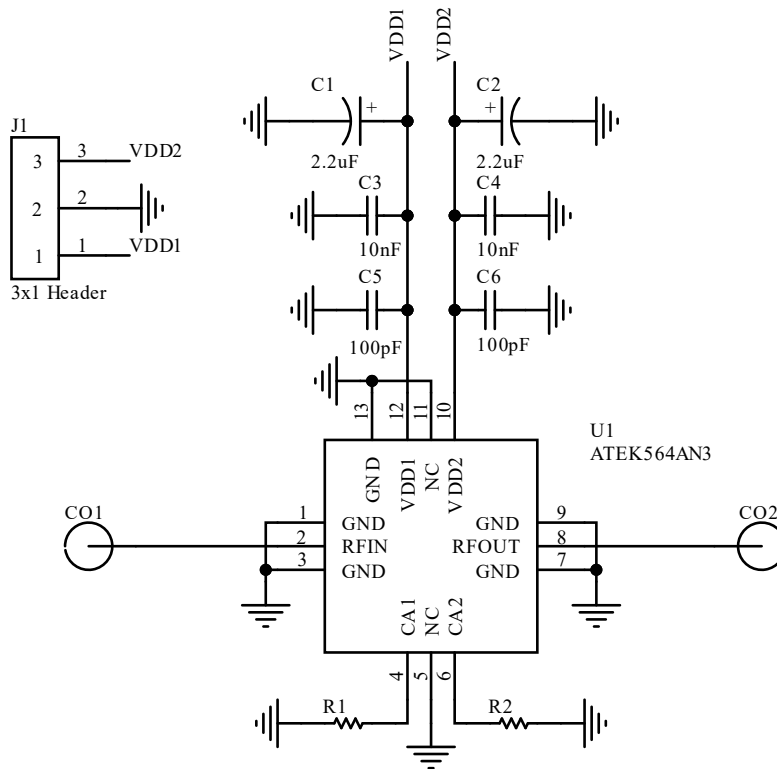 VDD1
VDD2
C1
+
2.2uF
C2
+
2.2uF
J1
3
3
VDD2
2
2
1
1
VDD1
3x1 Header
C3
10nF
C4
10nF
C5
100pF
C6
100pF
13
12
11
10
U1
ATEK564AN3
GND
VDD1
NC
VDD2
CO1
1
GND
2
RFIN
3
GND
GND
9
RFOUT
8
GND
7
CO2
CA1
NC
CA2
4
5
6
R1
R2